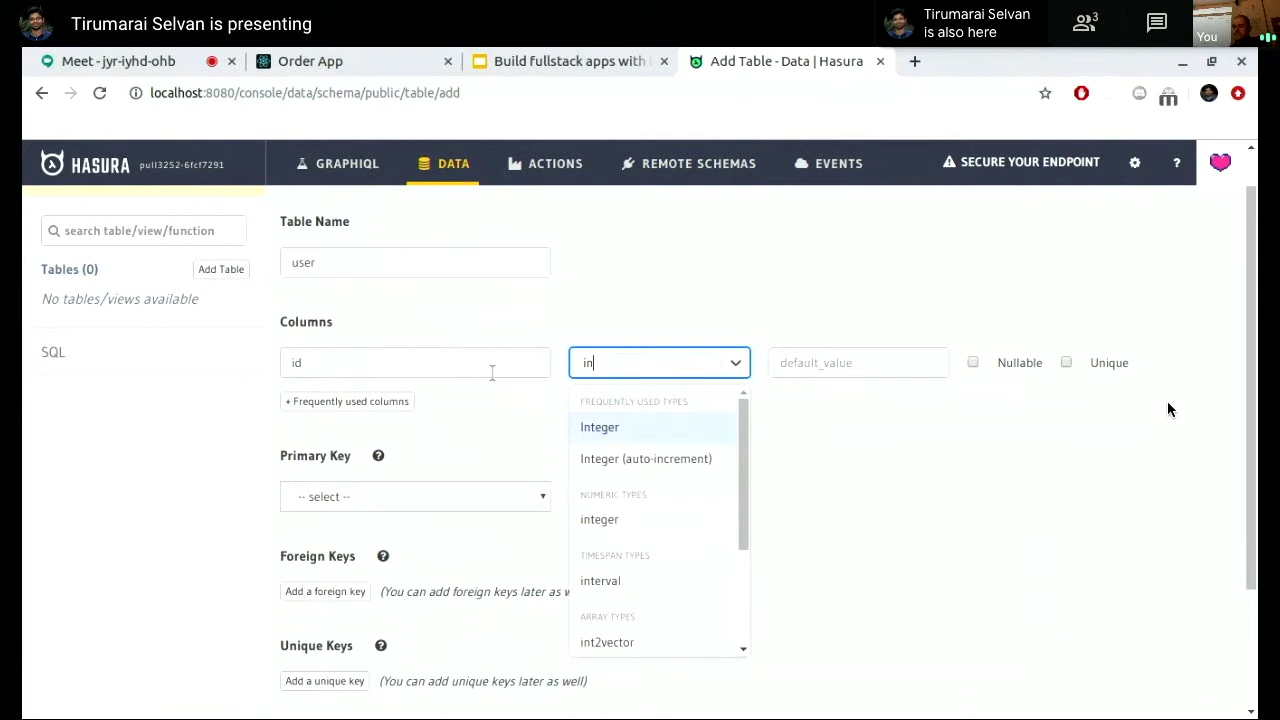 Tirumarai Selvan is presenting
Tirumarai Selvan
is also here
3
You
Meet - jyr-iyhd-ohb
Order App
Build fullstack apps with
Add Table - Data | Hasura
localhost:8080/console/data/schema/public/table/add
HASURA pull3252-6fcf7291
GRAPHIQL
DATA
ACTIONS
REMOTE SCHEMAS
EVENTS
SECURE YOUR ENDPOINT
?
search table/view/function
Tables (0)
Add Table
No tables/views available
SQL
Table Name
user
Columns
id
in
default_value
Nullable
Unique
+ Frequently used columns
FREQUENTLY USED TYPES
Integer
Integer (auto-increment)
NUMERIC TYPES
integer
TIMESPAN TYPES
interval
ARRAY TYPES
int2vector
Primary Key ?
-- select --
Foreign Keys ?
Add a foreign key
(You can add foreign keys later as w
Unique Keys ?
Add a unique key
(You can add unique keys later as well)